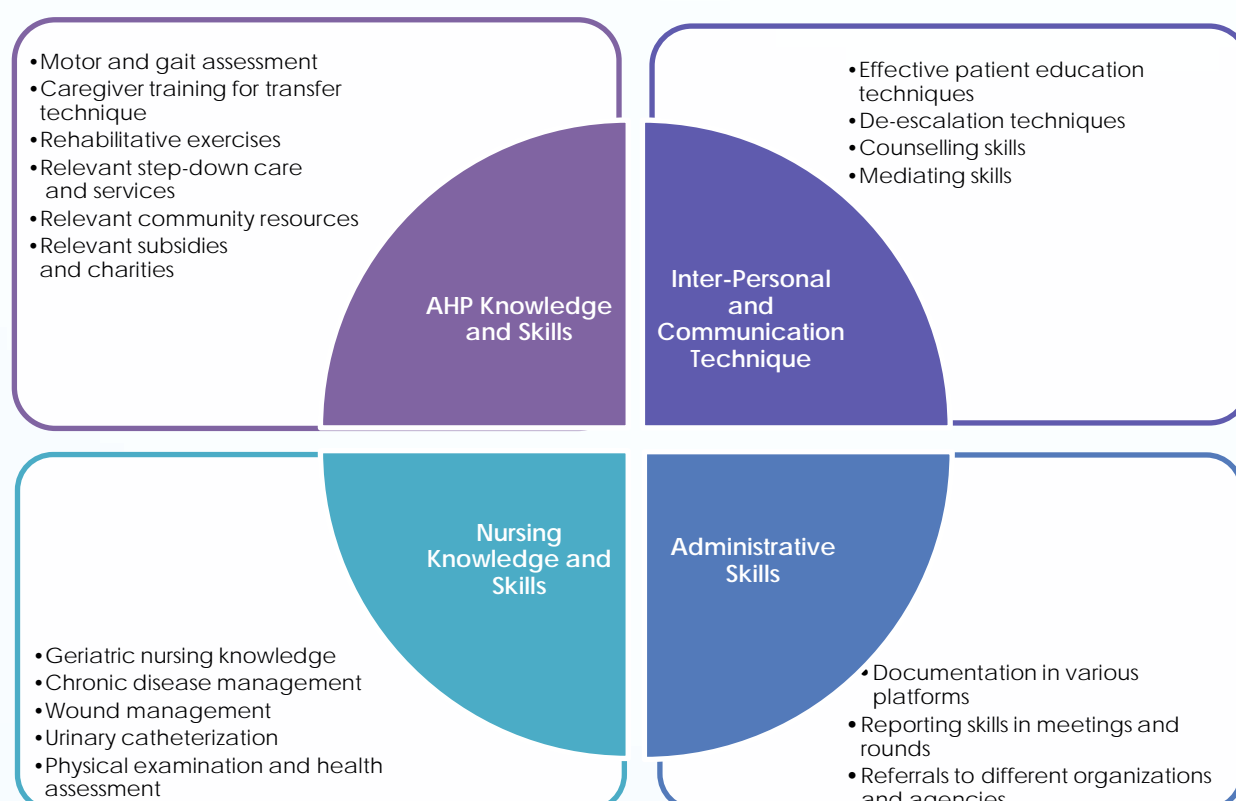 •Motor and gait assessment
•Caregiver training for transfer
technique
•Rehabilitative exercises
•Relevant step-down care
and services
•Relevant community resources
•Relevant subsidies
and charities
AHP Knowledge
and Skills
•Effective patient education
techniques
•De-escalation techniques
•Counselling skills
•Mediating skills
Inter-Personal
and
Communication
Technique
Nursing
Knowledge and
Skills
•Geriatric nursing knowledge
•Chronic disease management
•Wound management
•Urinary catheterization
•Physical examination and health
assessment
Administrative
Skills
•Documentation in various
platforms
•Reporting skills in meetings and
rounds
•Referrals to different organizations
and agencies